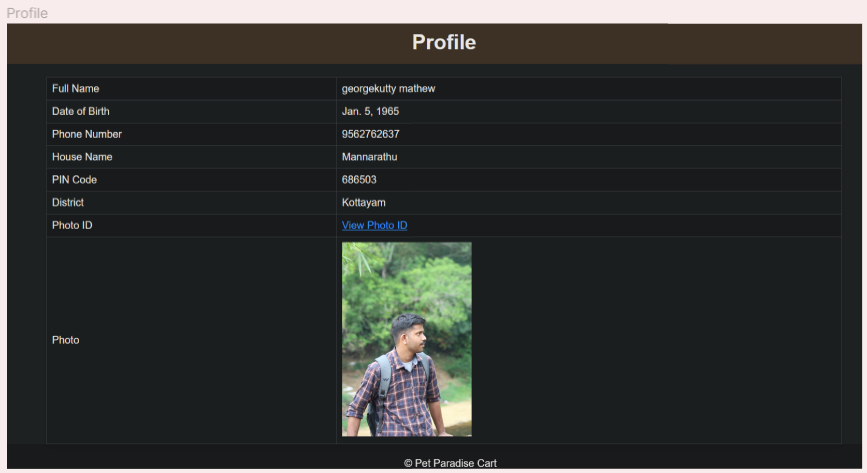 Profile
Profile
Full Name georgekutty mathew
Date of Birth Jan. 5, 1965
Phone Number 9562762637
House Name Mannarathu
PIN Code 686503
District Kottayam
Photo ID View Photo ID
Photo
© Pet Paradise Cart